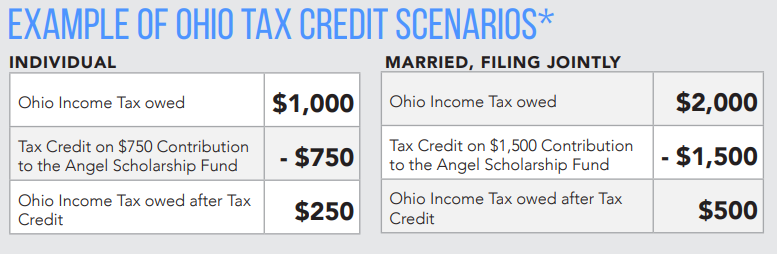 EXAMPLE OF OHIO TAX CREDIT SCENARIOS*
INDIVIDUAL
Ohio Income Tax owed $1,000
Tax Credit on $750 Contribution
to the Angel Scholarship Fund - $750
Ohio Income Tax owed after Tax
Credit $250
MARRIED, FILING JOINTLY
Ohio Income Tax owed $2,000
Tax Credit on $1,500 Contribution
to the Angel Scholarship Fund - $1,500
Ohio Income Tax owed after Tax
Credit $500